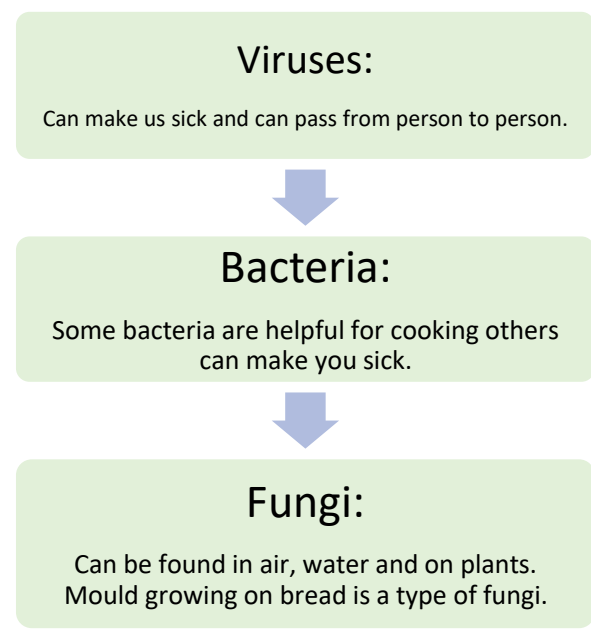 Viruses:
Can make us sick and can pass from person to person.
Bacteria:
Some bacteria are helpful for cooking others
can make you sick.
Fungi:
Can be found in air, water and on plants.
Mould growing on bread is a type of fungi.